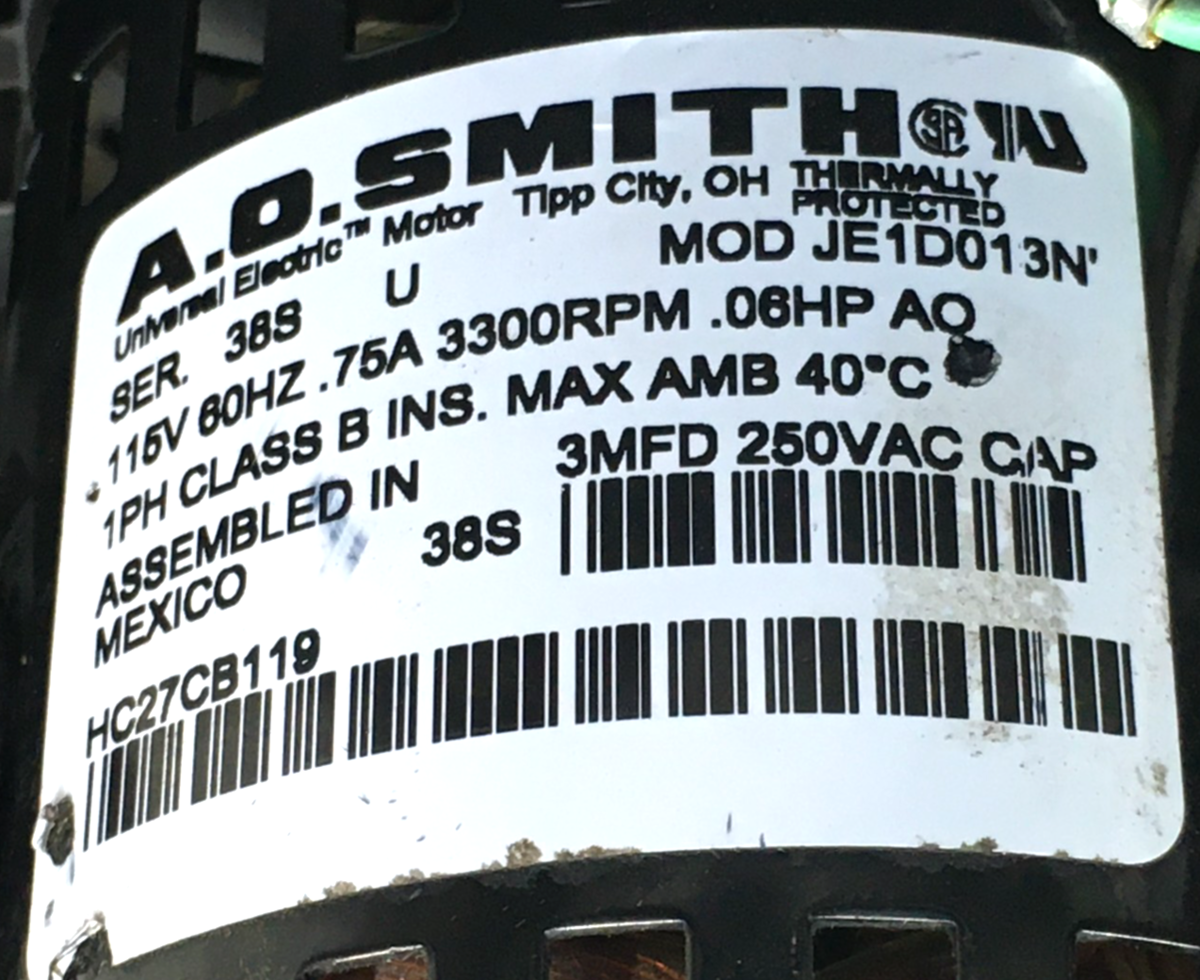 A.O.SMITH
Universal Electric™ Motor Tipp City, OH THERMALLY
PROTECTED
SER. 38S U MOD JE1D013N'
115V 60HZ .75A 3300RPM .06HP AO
1PH CLASS B INS. MAX AMB 40°C
ASSEMBLED IN 3MFD 250VAC CAP
MEXICO 38S
HC27CB119